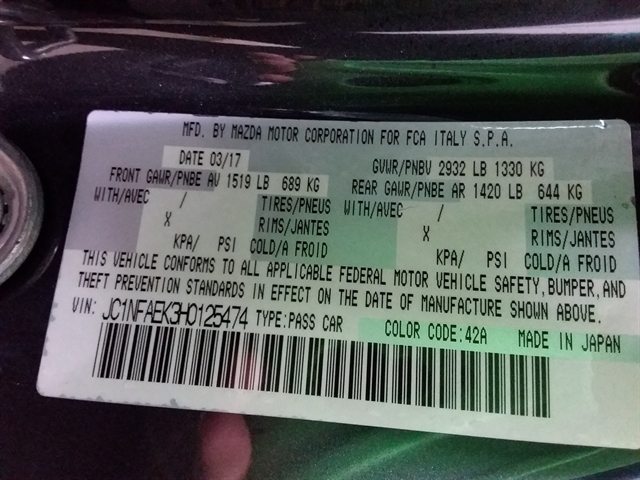 MFD. BY MAZDA MOTOR CORPORATION FOR FCA ITALY S.P.A.
DATE 03/17 GVWR/PNBV 2932 LB 1330 KG
FRONT GAWR/PNBE AV 1519 LB 689 KG REAR GAWR/PNBE AR 1420 LB 644 KG
WITH/AVEC / TIRES/PNEUS WITH/AVEC / TIRES/PNEUS
X RIMS/JANTES X RIMS/JANTES
KPA/ PSI COLD/A FROID KPA/ PSI COLD/A FROID
THIS VEHICLE CONFORMS TO ALL APPLICABLE FEDERAL MOTOR VEHICLE SAFETY,BUMPER,AND
THEFT PREVENTION STANDARDS IN EFFECT ON THE DATE OF MANUFACTURE SHOWN ABOVE.
VIN: JC1NFAEK3H0125474 TYPE:PASS CAR COLOR CODE:42A MADE IN JAPAN